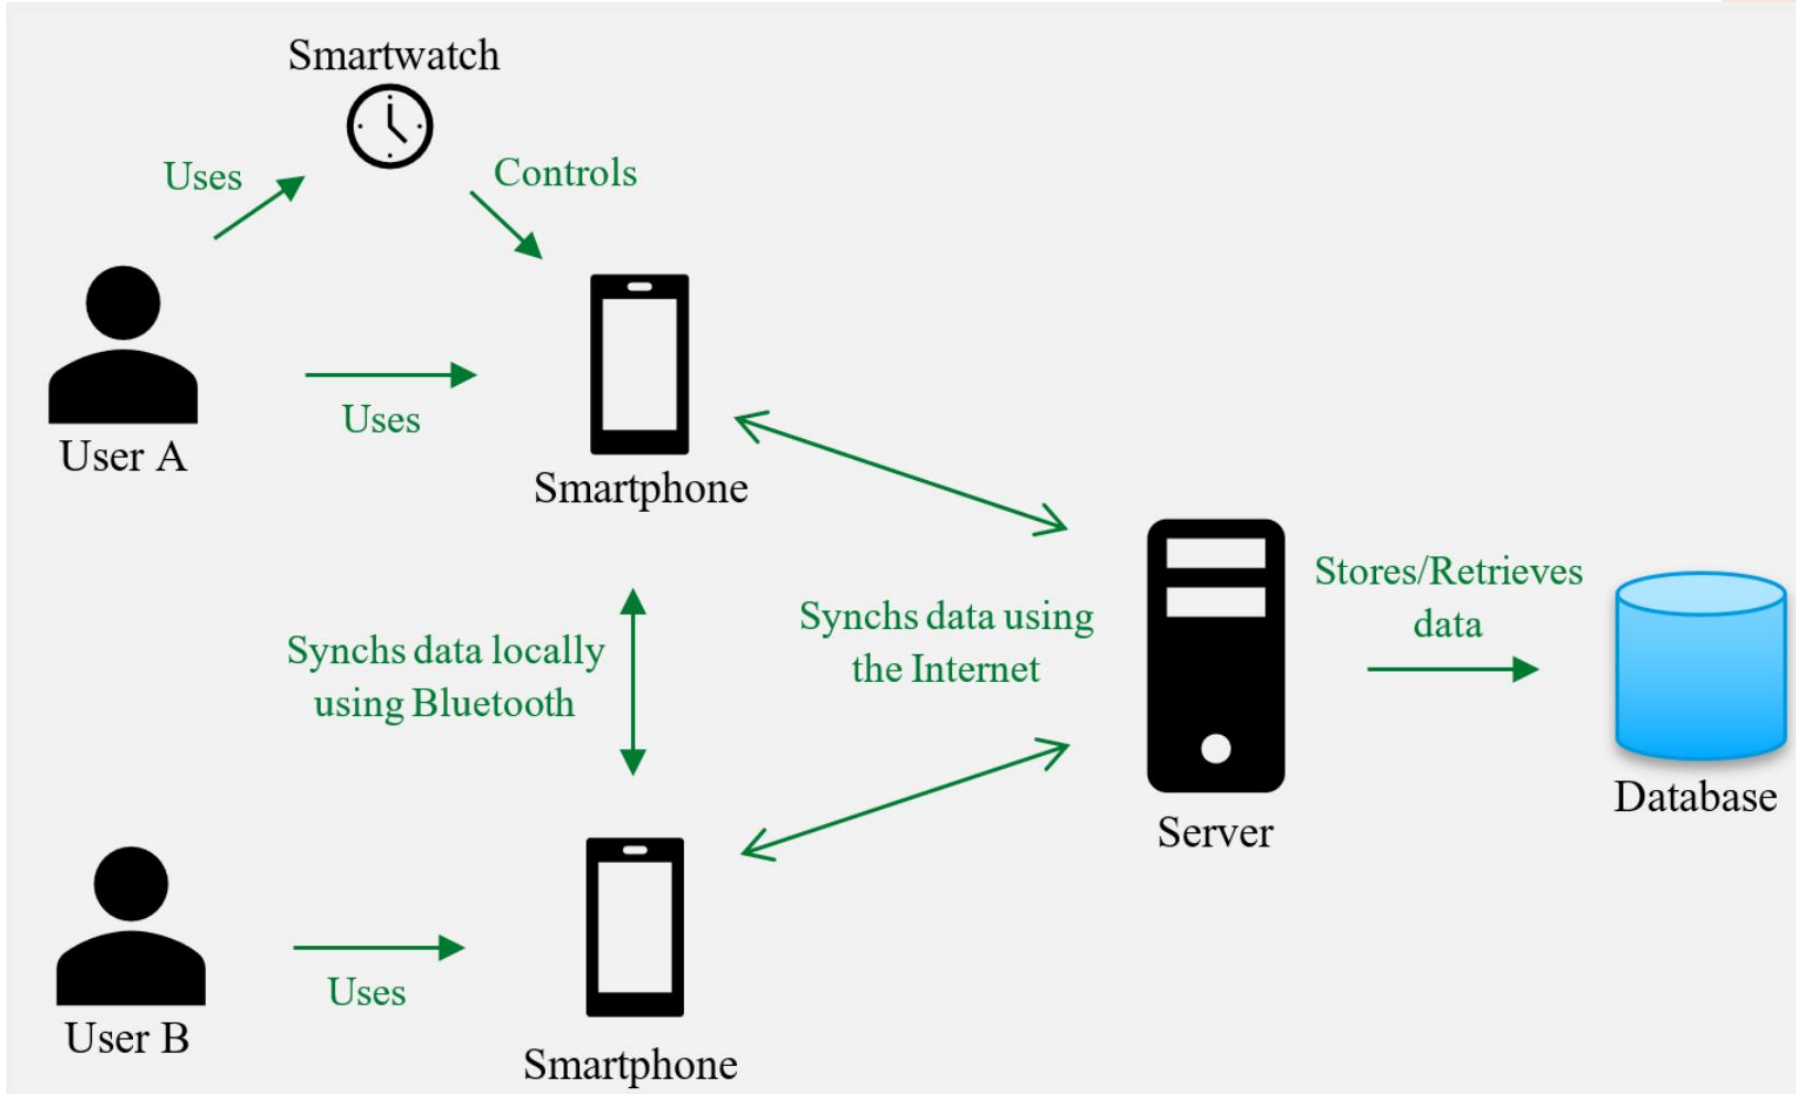 Smartwatch
Uses
Controls
Uses
User A
Smartphone
Synchs data locally
using Bluetooth
Synchs data using
the Internet
Stores/Retrieves
data
Database
Server
Uses
User B
Smartphone